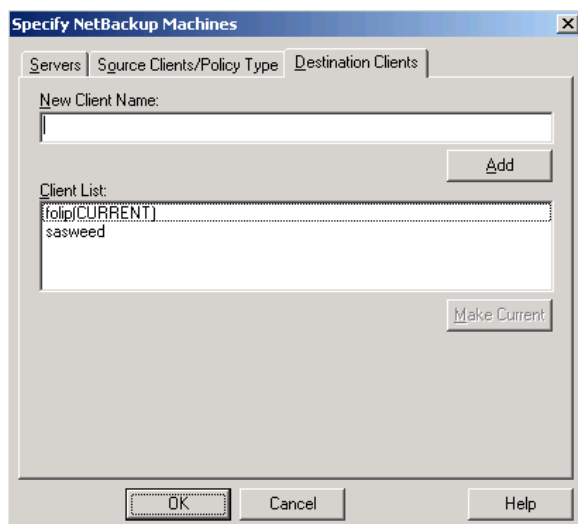 Specify NetBackup Machines
Servers
Source Clients/Policy Type
Destination Clients
New Client Name:
Add
Client List:
folip(CURRENT)
sasweed
Make Current
OK
Cancel
Help